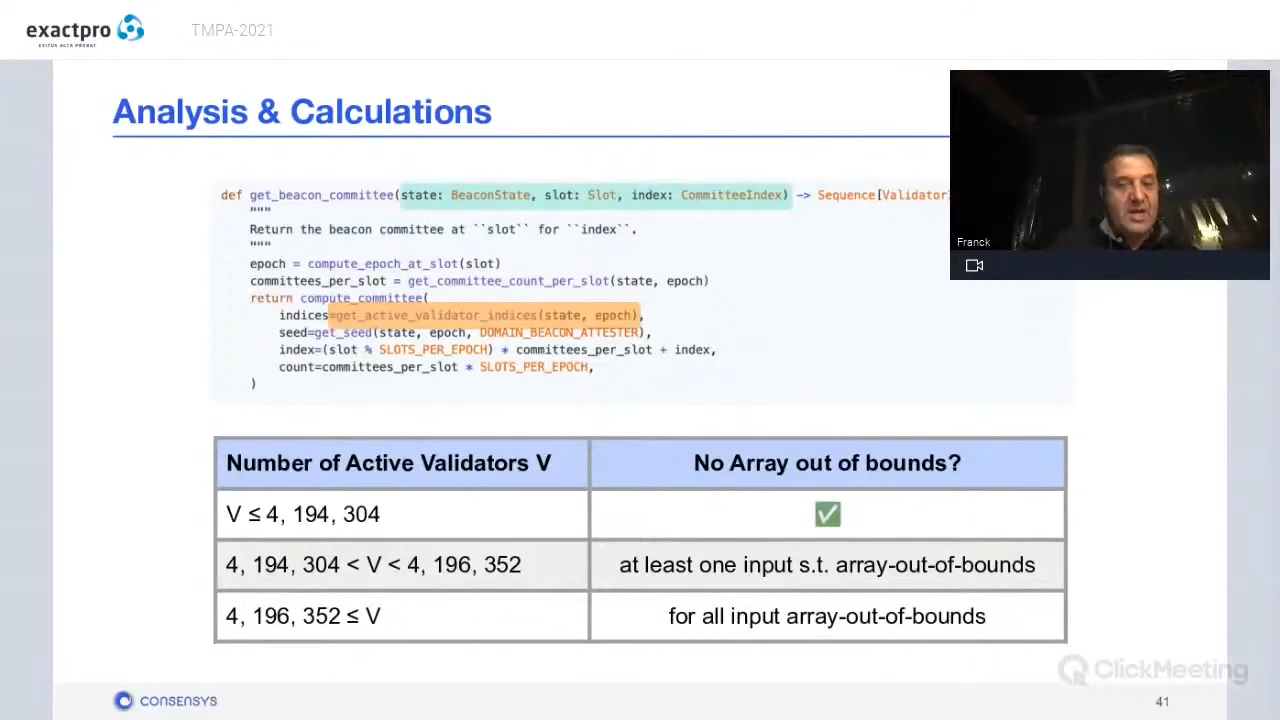 exactpro
EXITUS ACTA PROBAT
TMPA-2021
Analysis & Calculations
def get_beacon_committee(state: BeaconState, slot: Slot, index: CommitteeIndex) -> Sequence[Validator
"""
Return the beacon committee at ``slot`` for ``index``.
"""
epoch = compute_epoch_at_slot(slot)
committees_per_slot = get_committee_count_per_slot(state, epoch)
return compute_committee(
indices=get_active_validator_indices(state, epoch),
seed=get_seed(state, epoch, DOMAIN_BEACON_ATTESTER),
index=(slot % SLOTS_PER_EPOCH) * committees_per_slot + index,
count=committees_per_slot * SLOTS_PER_EPOCH,
)
Franck
Number of Active Validators V
No Array out of bounds?
V ≤ 4, 194, 304
4, 194, 304 < V < 4, 196, 352
at least one input s.t. array-out-of-bounds
4, 196, 352 ≤ V
for all input array-out-of-bounds
ClickMeeting
CONSENSYS
41